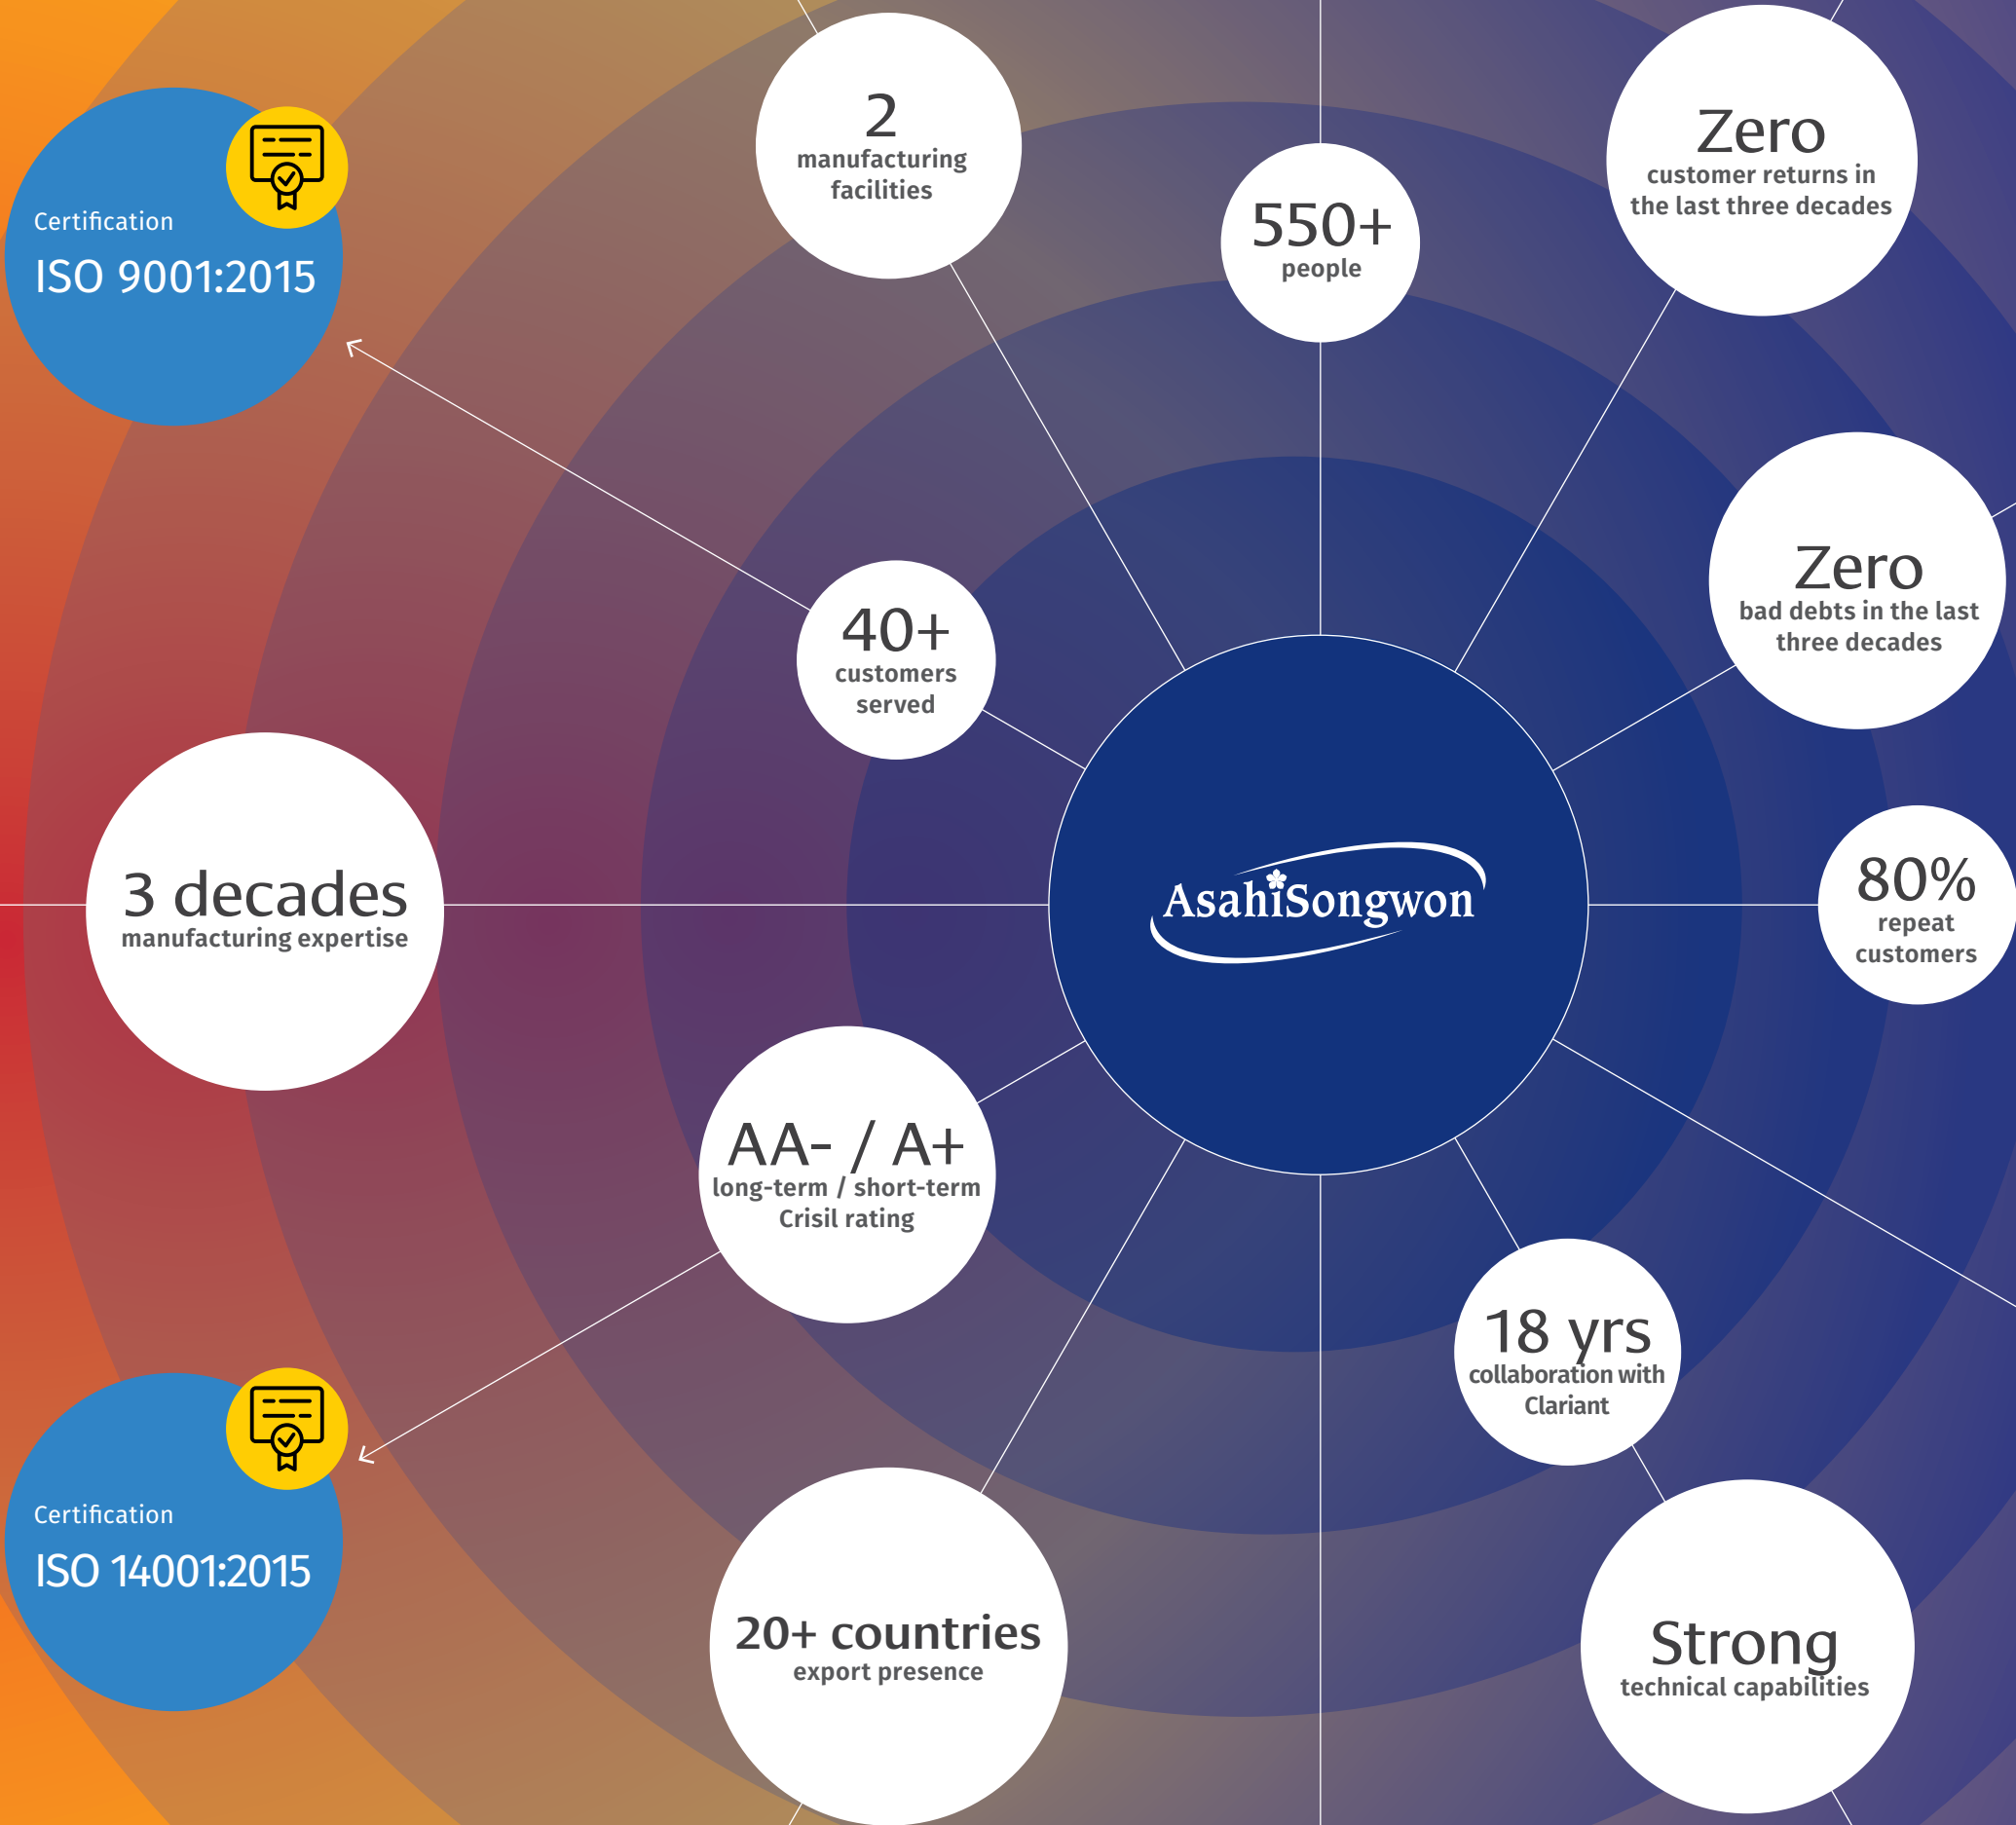 2
manufacturing
facilities
Zero
customer returns in
the last three decades
550+
people
Certification
ISO 9001:2015
Zero
bad debts in the last
three decades
40+
customers
served
3 decades
manufacturing expertise
AsahiSongwon
80%
repeat
customers
AA- / A+
long-term / short-term
Crisil rating
18 yrs
collaboration with
Clariant
Certification
ISO 14001:2015
20+ countries
export presence
Strong
technical capabilities